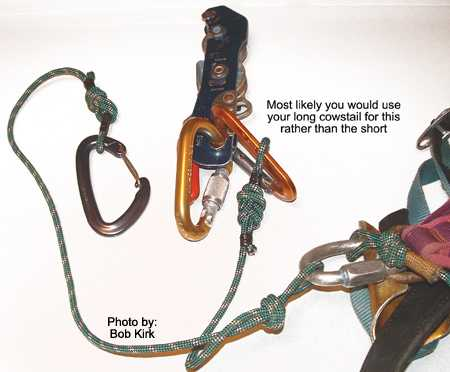 Most likely you would use
your long cowstail for this
rather than the short
Photo by:
Bob Kirk